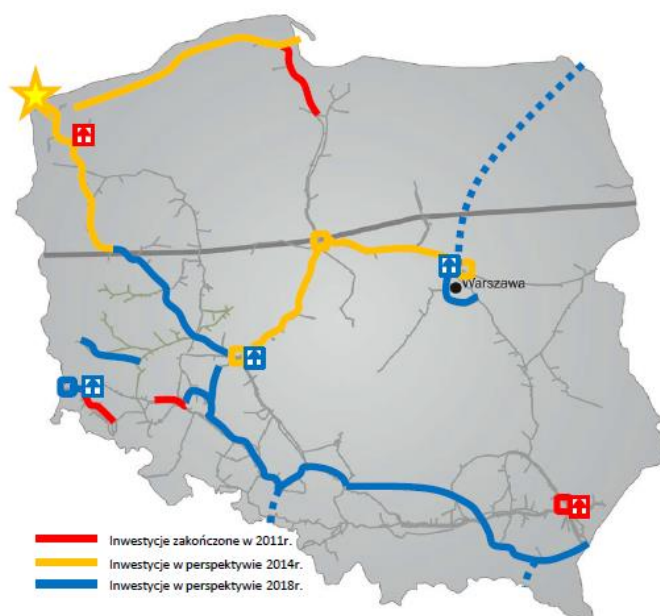 Warszawa
Inwestycje zakończone w 2011r.
Inwestycje w perspektywie 2014r.
Inwestycje w perspektywie 2018r.